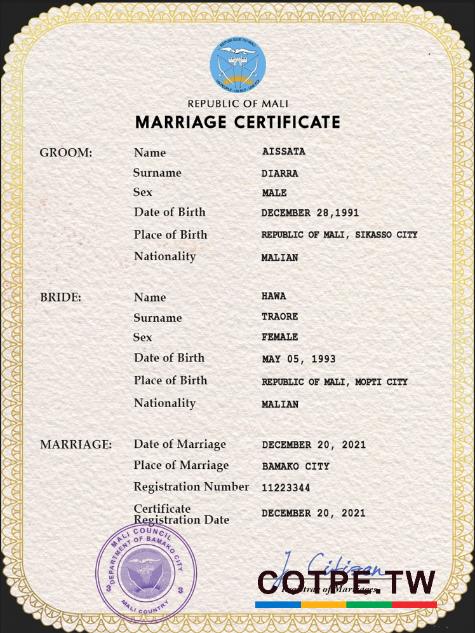 REPUBLIC OF MALI
MARRIAGE CERTIFICATE
GROOM: Name AISSATA
Surname DIARRA
Sex MALE
Date of Birth DECEMBER 28,1991
Place of Birth REPUBLIC OF MALI, SIKASSO CITY
Nationality MALIAN
BRIDE: Name HAWA
Surname TRAORE
Sex FEMALE
Date of Birth MAY 05, 1993
Place of Birth REPUBLIC OF MALI, MOPTI CITY
Nationality MALIAN
MARRIAGE: Date of Marriage DECEMBER 20, 2021
Place of Marriage BAMAKO CITY
Registration Number 11223344
Certificate
Registration Date DECEMBER 20, 2021
MALI COUNCIL
DEPARTMENT OF BAMAKO CITY
MALI COUNTRY
J. Citizen
COTPE.TW